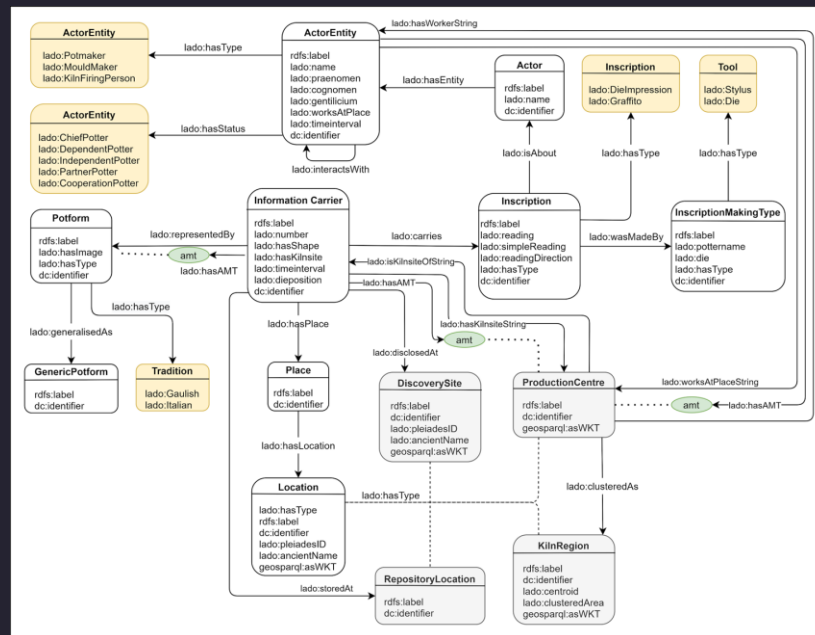 lado:hasWorkerString
ActorEntity
lado:Potmaker
lado:MouldMaker
lado:KilnFiringPerson
lado:hasType
ActorEntity
rdfs:label
lado:name
lado:praenomen
lado:cognomen
lado:gentilicium
lado:worksAtPlace
lado:timeinterval
dc:identifier
lado:hasEntity
Actor
rdfs:label
lado:name
dc:identifier
Inscription
lado:DieImpression
lado:Graffito
Tool
lado:Stylus
lado:Die
ActorEntity
lado:ChiefPotter
lado:DependentPotter
lado:IndependentPotter
lado:PartnerPotter
lado:CooperationPotter
lado:hasStatus
lado:interactsWith
lado:isAbout
lado:hasType
lado:hasType
Potform
rdfs:label
lado:hasImage
lado:hasType
dc:identifier
lado:representedBy
amt
lado:hasAMT
Information Carrier
rdfs:label
lado:number
lado:hasShape
lado:hasKilnsite
lado:timeinterval
lado:dieposition
dc:identifier
lado:carries
lado:isKilnsiteOfString
lado:hasAMT
Inscription
rdfs:label
lado:reading
lado:simpleReading
lado:readingDirection
lado:hasType
dc:identifier
lado:wasMadeBy
InscriptionMakingType
rdfs:label
lado:pottername
lado:die
lado:hasType
dc:identifier
lado:hasType
lado:generalisedAs
lado:hasPlace
lado:hasKilnsiteString
amt
lado:disclosedAt
GenericPotform
rdfs:label
dc:identifier
Tradition
lado:Gaulish
lado:Italian
Place
rdfs:label
dc:identifier
DiscoverySite
rdfs:label
dc:identifier
lado:pleiadesID
lado:ancientName
geosparql:asWKT
ProductionCentre
rdfs:label
dc:identifier
geosparql:asWKT
lado:worksAtPlaceString
amt
lado:hasAMT
lado:hasLocation
lado:clusteredAs
Location
lado:hasType
rdfs:label
dc:identifier
lado:pleiadesID
lado:ancientName
geosparql:asWKT
lado:hasType
KilnRegion
rdfs:label
dc:identifier
lado:centroid
lado:clusteredArea
geosparql:asWKT
lado:storedAt
RepositoryLocation
rdfs:label
dc:identifier